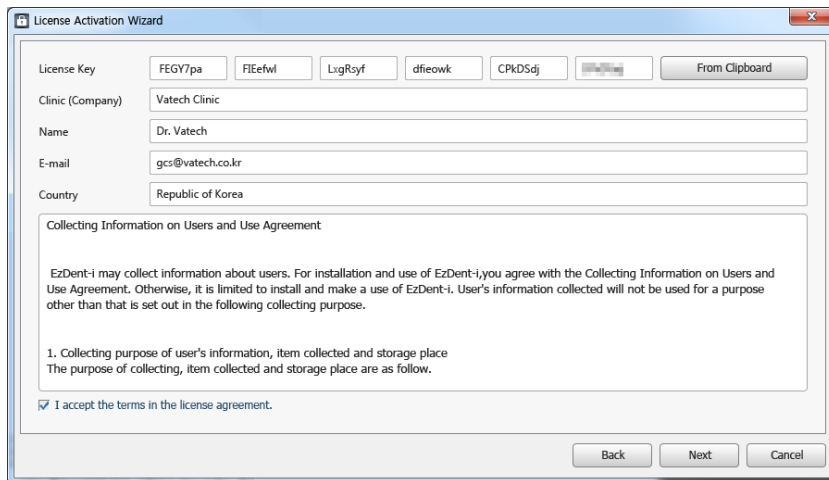 License Activation Wizard
License Key FEGY7pa FIEefwl LxgRsyf dfieowk CPkDSdj From Clipboard
Clinic (Company) Vatech Clinic
Name Dr. Vatech
E-mail gcs@vatech.co.kr
Country Republic of Korea
Collecting Information on Users and Use Agreement
EzDent-i may collect information about users. For installation and use of EzDent-i,you agree with the Collecting Information on Users and
Use Agreement. Otherwise, it is limited to install and make a use of EzDent-i. User's information collected will not be used for a purpose
other than that is set out in the following collecting purpose.
1. Collecting purpose of user's information, item collected and storage place
The purpose of collecting, item collected and storage place are as follow.
I accept the terms in the license agreement.
Back Next Cancel